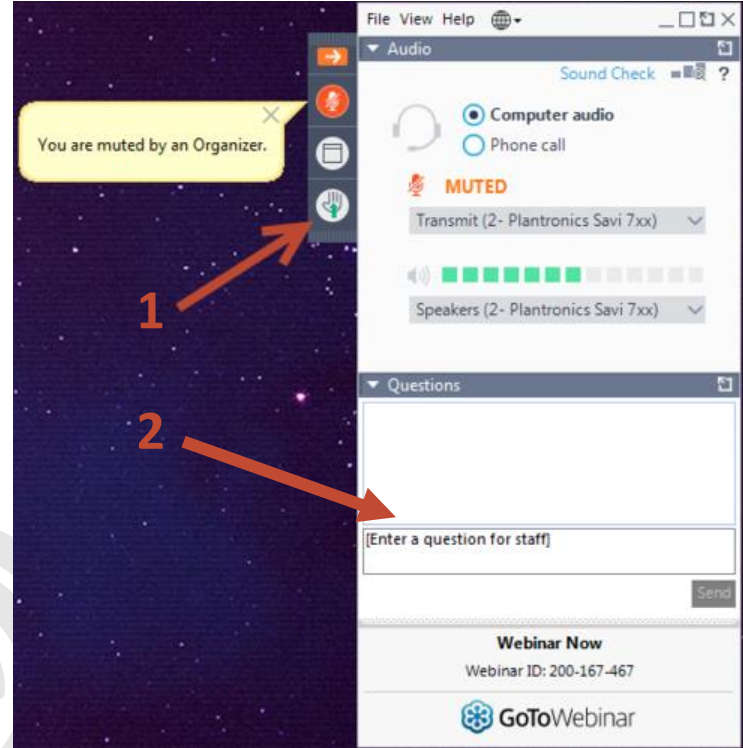 File View Help
Audio
Sound Check ?
Computer audio
Phone call
You are muted by an Organizer.
MUTED
Transmit (2- Plantronics Savi 7xx)
1
Speakers (2- Plantronics Savi 7xx)
Questions
2
[Enter a question for staff]
Send
Webinar Now
Webinar ID: 200-167-467
GoToWebinar